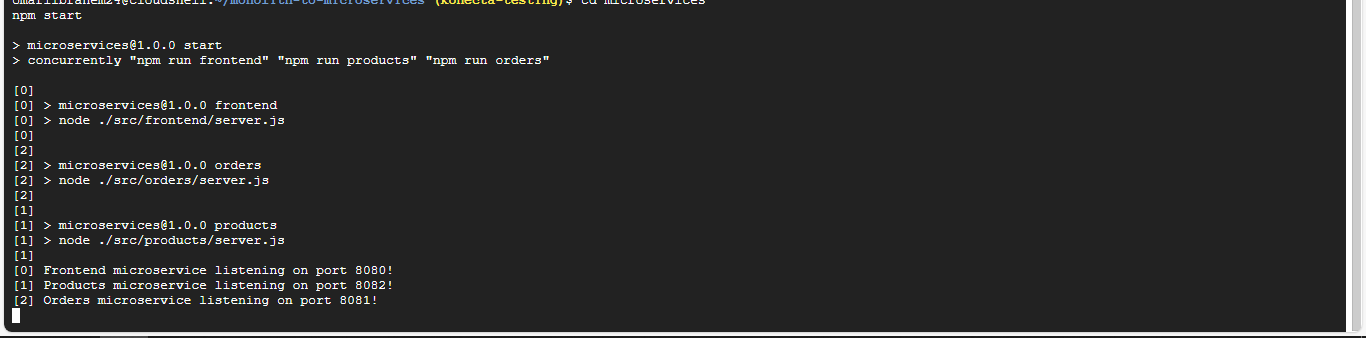 omaribrahem24@cloudshell:~/monolith-to-microservices (konecta-testing)$ cd microservices
npm start
> microservices@1.0.0 start
> concurrently "npm run frontend" "npm run products" "npm run orders"
[0]
[0] > microservices@1.0.0 frontend
[0] > node ./src/frontend/server.js
[0]
[2]
[2] > microservices@1.0.0 orders
[2] > node ./src/orders/server.js
[2]
[1]
[1] > microservices@1.0.0 products
[1] > node ./src/products/server.js
[1]
[0] Frontend microservice listening on port 8080!
[1] Products microservice listening on port 8082!
[2] Orders microservice listening on port 8081!